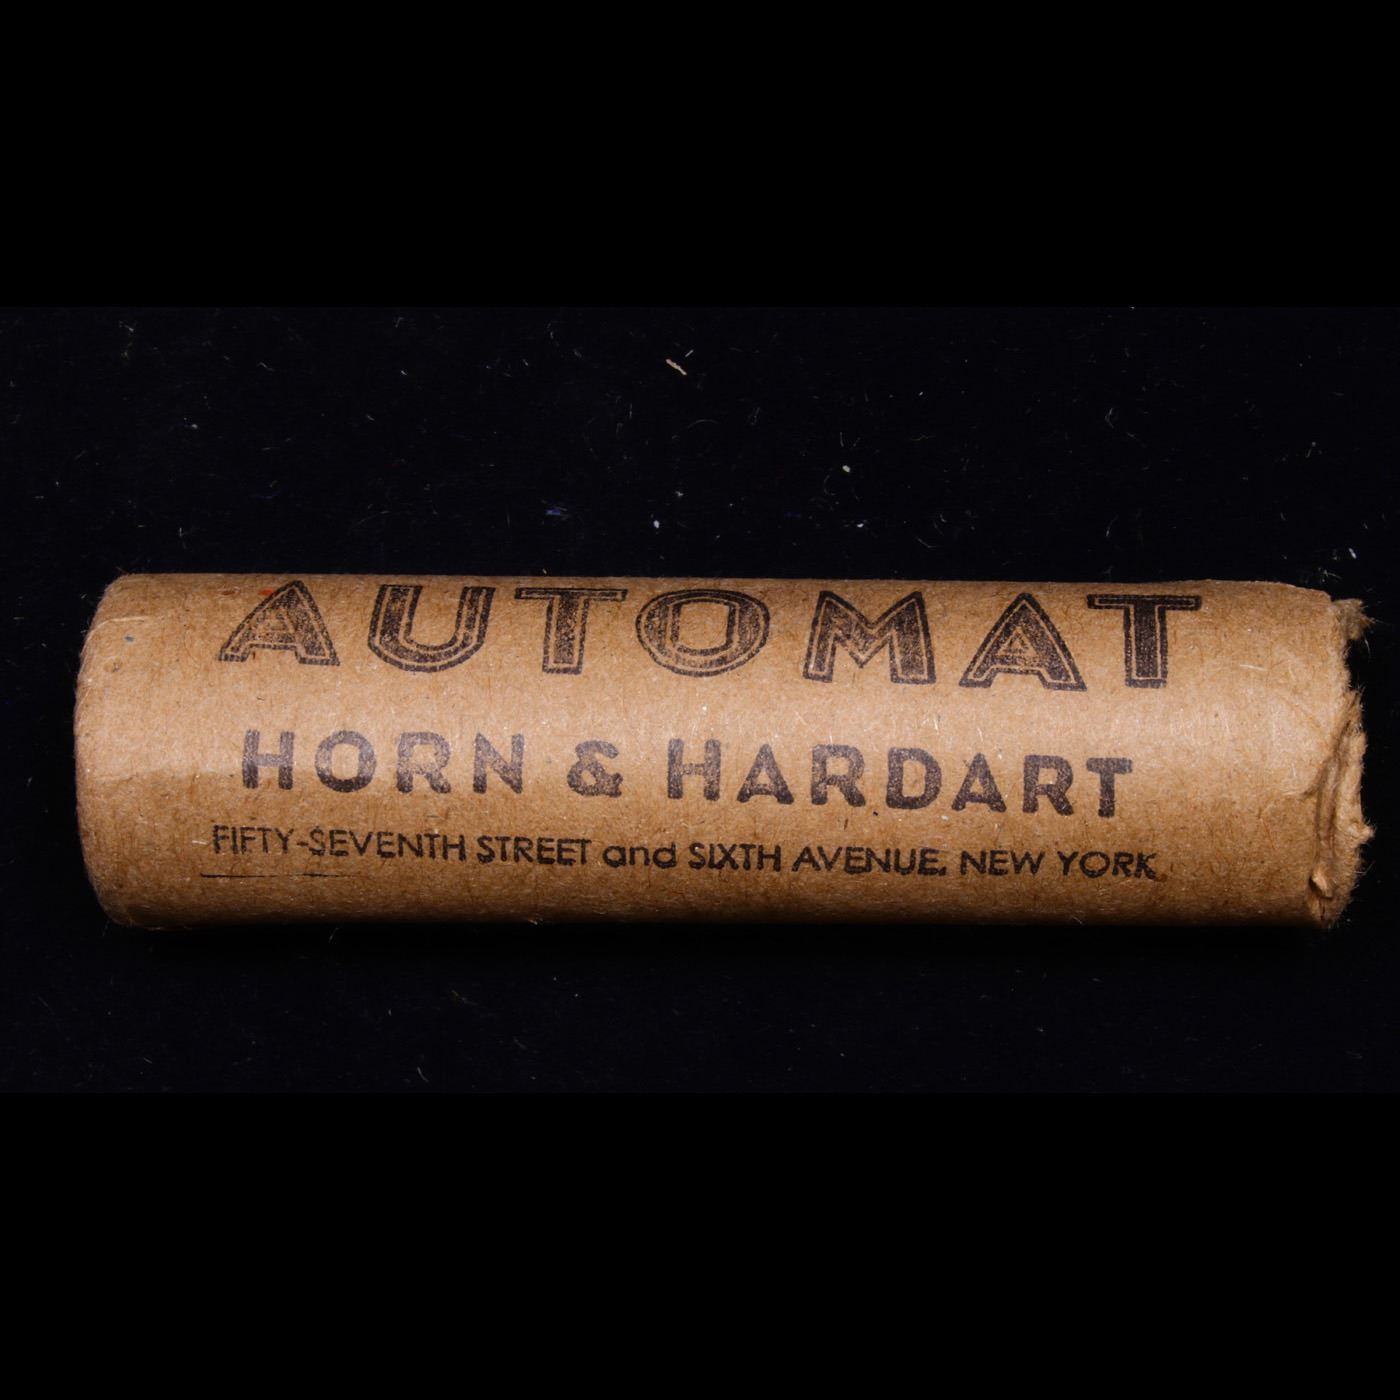 AUTOMAT
HORN & HARDART
FIFTY-SEVENTH STREET and SIXTH AVENUE, NEW YORK